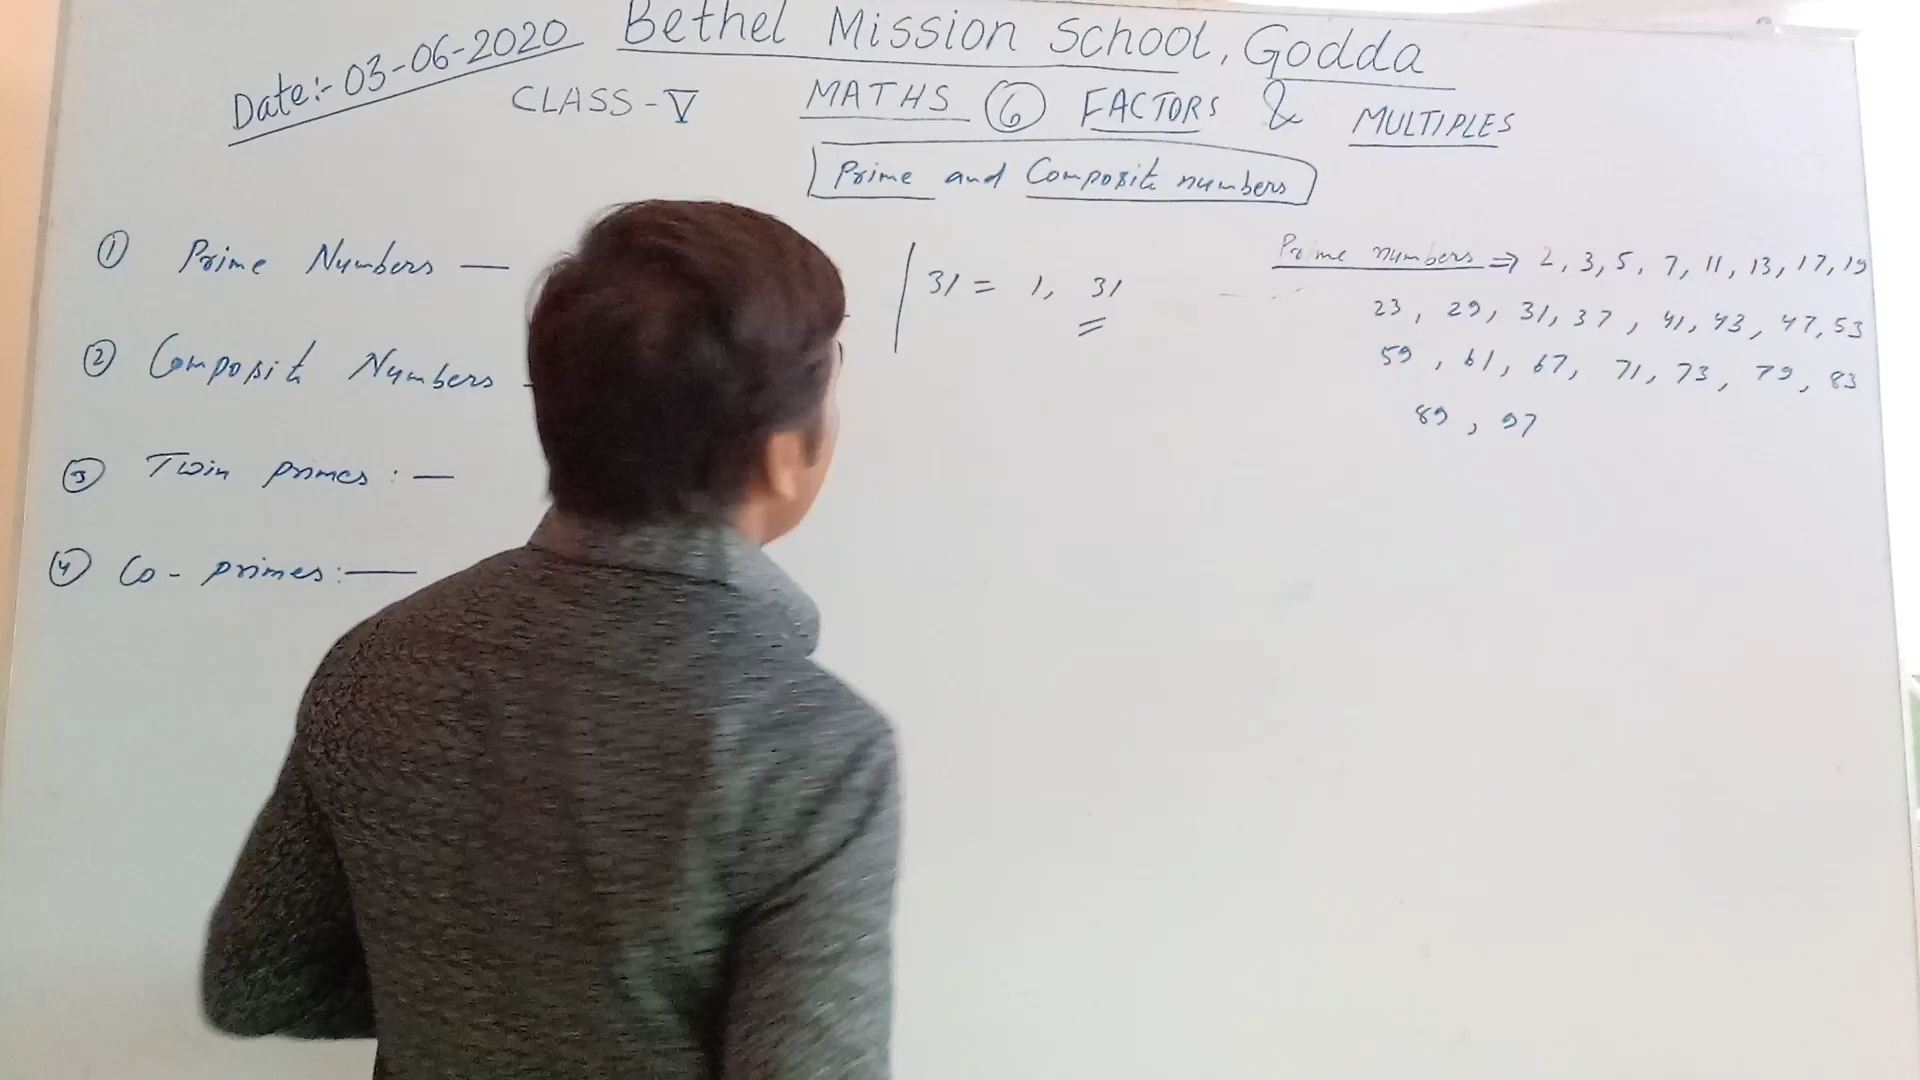 Date:- 03-06-2020 Bethel Mission School, Godda
CLASS - V MATHS ⑥ FACTORS & MULTIPLES
Prime and Composite numbers
① Prime Numbers —
② Composite Numbers -
③ Twin primes : —
④ Co - primes :—
31 = 1, 31
Prime numbers ⇒ 2, 3, 5, 7, 11, 13, 17, 19
23, 29, 31, 37, 41, 43, 47, 53
59, 61, 67, 71, 73, 79, 83
89, 97